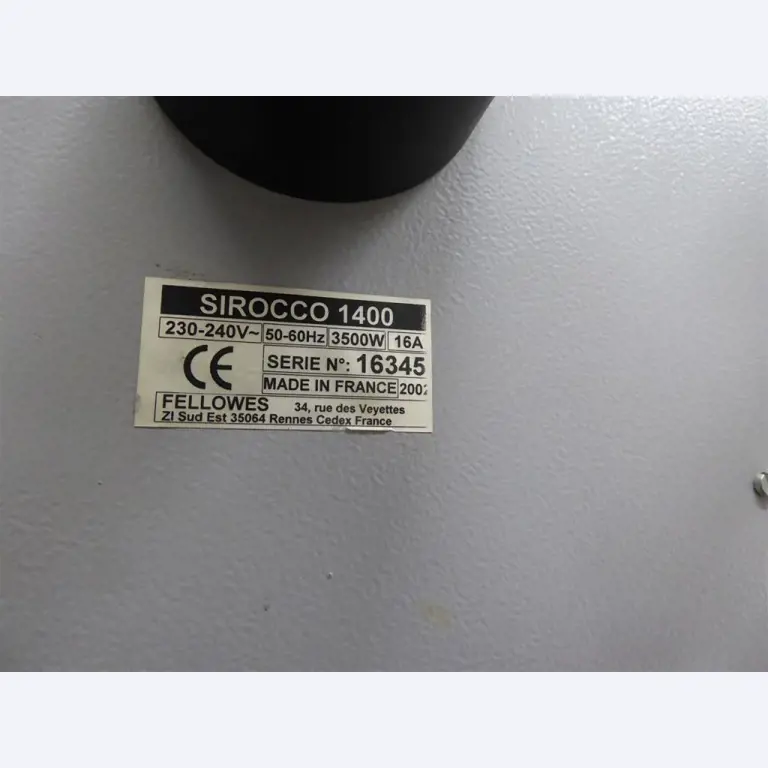 SIROCCO 1400
230-240V~ 50-60Hz 3500W 16A
CE SERIE N°: 16345
MADE IN FRANCE 2002
FELLOWES 34, rue des Veyettes
ZI Sud Est 35064 Rennes Cedex France